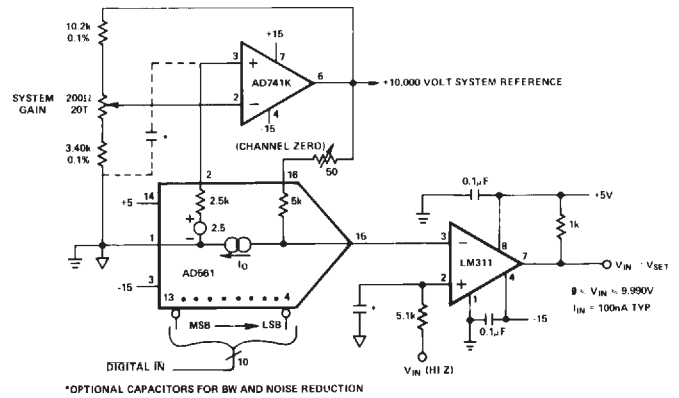 10.2k
0.1%
+15
3
7
+
AD741K
6
+10.000 VOLT SYSTEM REFERENCE
SYSTEM
GAIN
200Ω
20T
2
−
4
-15
*
(CHANNEL ZERO)
50
3.40k
0.1%
2
16
+5
14
2.5k
5k
0.1μF
+5V
+
2.5
−
1k
1
15
3
−
8
IO
LM311
7
VIN VSET
AD561
2
+
4
-15
3
13
4
*
5.1k
1
0.1μF
-15
0 < VIN < 9.990V
IIN = 100nA TYP
MSB
LSB
DIGITAL IN
10
VIN (HI Z)
*OPTIONAL CAPACITORS FOR BW AND NOISE REDUCTION